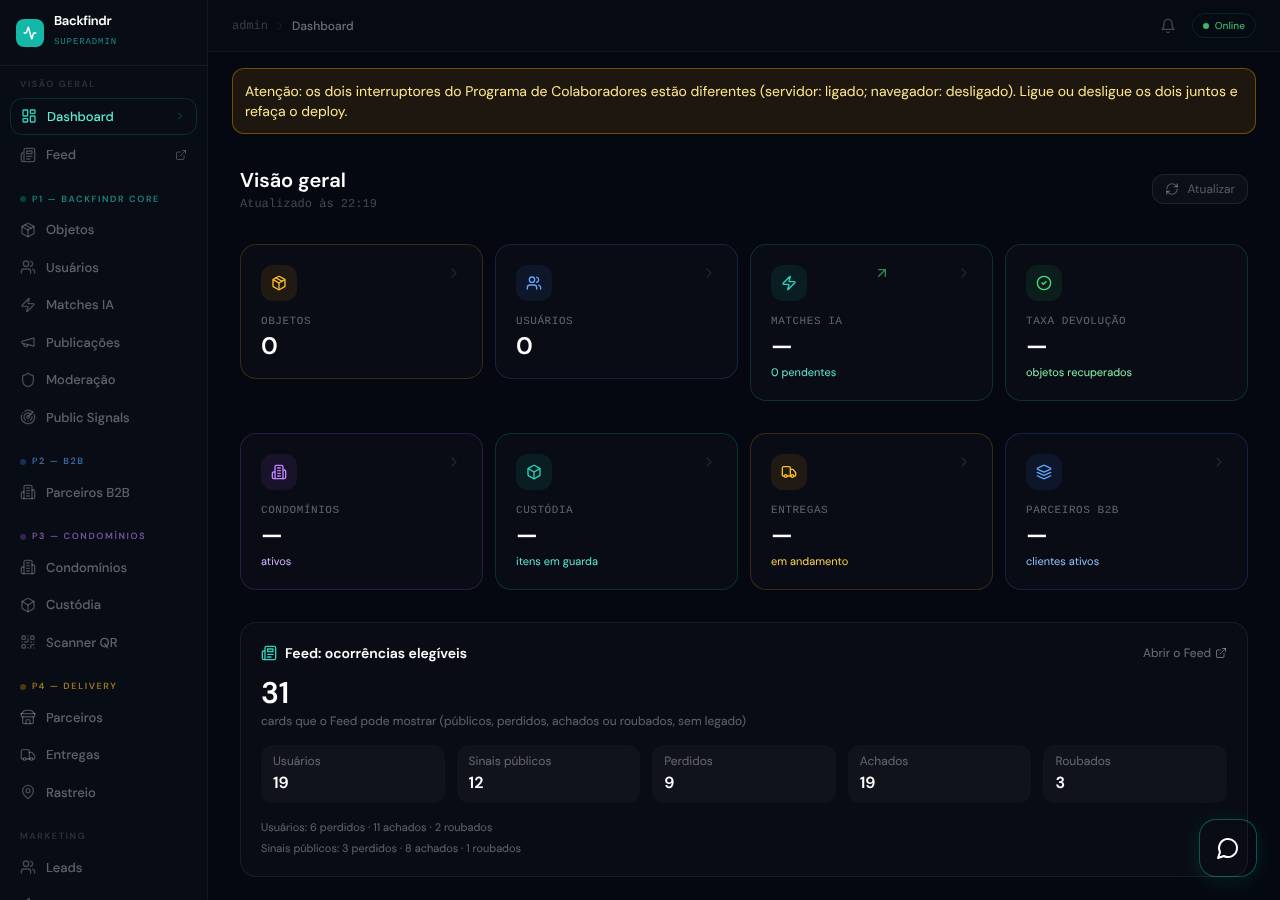 Backfindr
SUPERADMIN
VISÃO GERAL
Dashboard
Feed
P1 — BACKFINDR CORE
Objetos
Usuários
Matches IA
Publicações
Moderação
Public Signals
P2 — B2B
Parceiros B2B
P3 — CONDOMÍNIOS
Condomínios
Custódia
Scanner QR
P4 — DELIVERY
Parceiros
Entregas
Rastreio
MARKETING
Leads
admin
Dashboard
Online
Atenção: os dois interruptores do Programa de Colaboradores estão diferentes (servidor: ligado; navegador: desligado). Ligue ou desligue os dois juntos e
refaça o deploy.
Visão geral
Atualizado às 22:19
Atualizar
OBJETOS
0
USUÁRIOS
0
MATCHES IA
—
0 pendentes
TAXA DEVOLUÇÃO
—
objetos recuperados
CONDOMÍNIOS
—
ativos
CUSTÓDIA
—
itens em guarda
ENTREGAS
—
em andamento
PARCEIROS B2B
—
clientes ativos
Feed: ocorrências elegíveis
Abrir o Feed
31
cards que o Feed pode mostrar (públicos, perdidos, achados ou roubados, sem legado)
Usuários
19
Sinais públicos
12
Perdidos
9
Achados
19
Roubados
3
Usuários: 6 perdidos · 11 achados · 2 roubados
Sinais públicos: 3 perdidos · 8 achados · 1 roubados